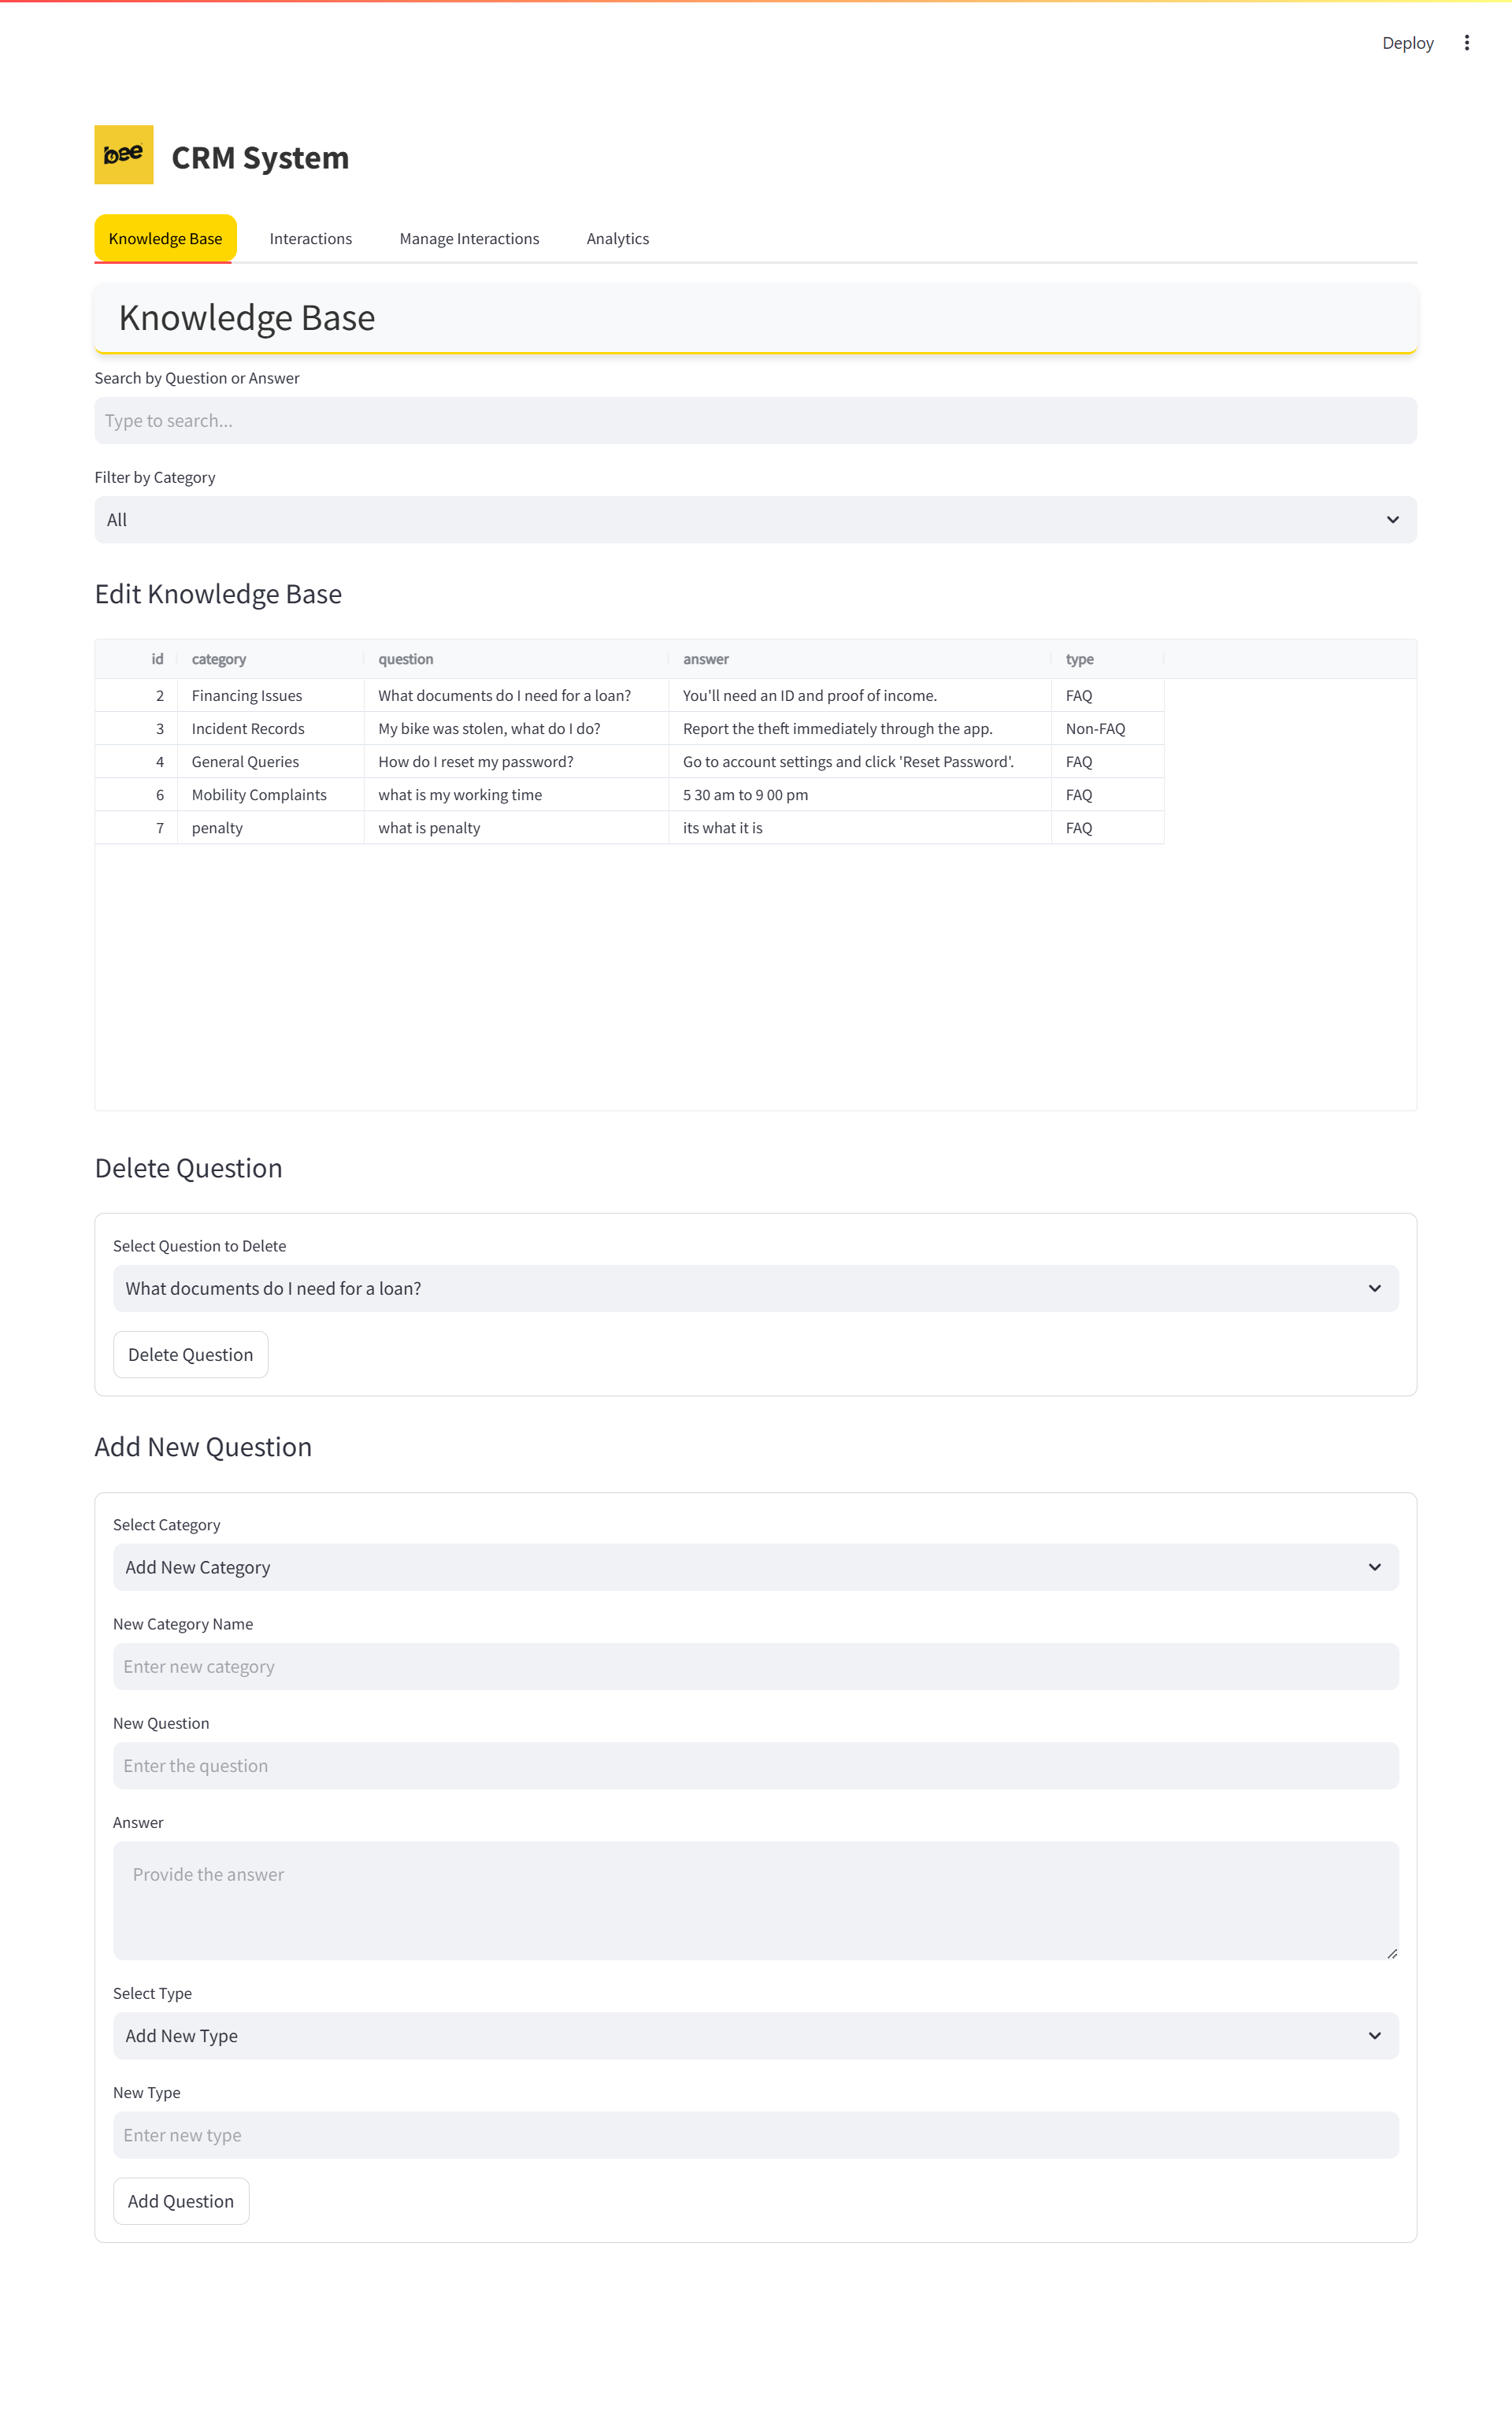 Deploy
bee
CRM System
Knowledge Base Interactions Manage Interactions Analytics
Knowledge Base
Search by Question or Answer
Type to search...
Filter by Category
All
Edit Knowledge Base
id category question answer type
2 Financing Issues What documents do I need for a loan? You'll need an ID and proof of income. FAQ
3 Incident Records My bike was stolen, what do I do? Report the theft immediately through the app. Non-FAQ
4 General Queries How do I reset my password? Go to account settings and click 'Reset Password'. FAQ
6 Mobility Complaints what is my working time 5 30 am to 9 00 pm FAQ
7 penalty what is penalty its what it is FAQ
Delete Question
Select Question to Delete
What documents do I need for a loan?
Delete Question
Add New Question
Select Category
Add New Category
New Category Name
Enter new category
New Question
Enter the question
Answer
Provide the answer
Select Type
Add New Type
New Type
Enter new type
Add Question